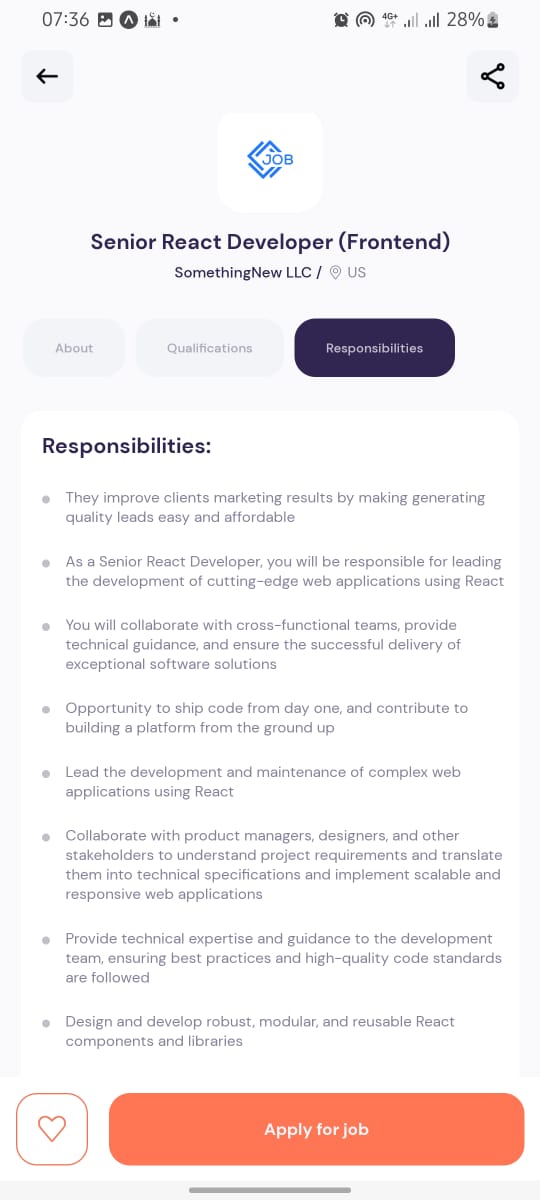 07:36
4G+
28%
JOB
Senior React Developer (Frontend)
SomethingNew LLC / US
About
Qualifications
Responsibilities
Responsibilities:
They improve clients marketing results by making generating
quality leads easy and affordable
As a Senior React Developer, you will be responsible for leading
the development of cutting-edge web applications using React
You will collaborate with cross-functional teams, provide
technical guidance, and ensure the successful delivery of
exceptional software solutions
Opportunity to ship code from day one, and contribute to
building a platform from the ground up
Lead the development and maintenance of complex web
applications using React
Collaborate with product managers, designers, and other
stakeholders to understand project requirements and translate
them into technical specifications and implement scalable and
responsive web applications
Provide technical expertise and guidance to the development
team, ensuring best practices and high-quality code standards
are followed
Design and develop robust, modular, and reusable React
components and libraries
Apply for job